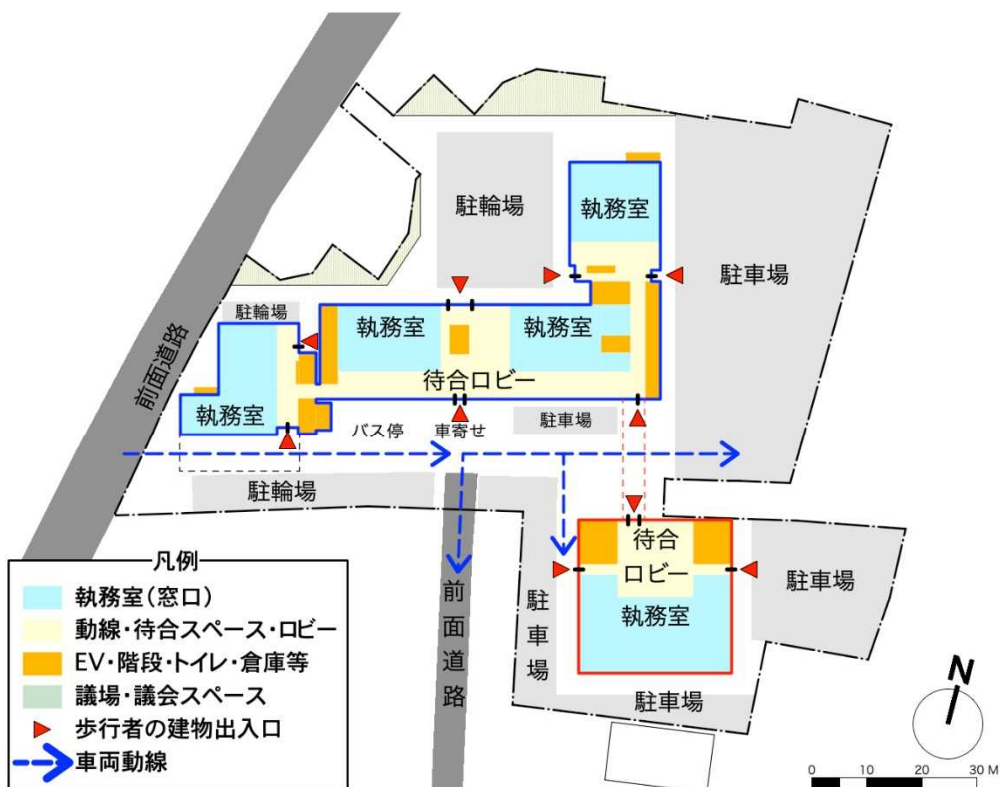 駐輪場
執務室
駐車場
駐輪場
執務室
執務室
前面道路
待合ロビー
執務室
バス停
車寄せ
駐車場
駐輪場
待合
ロビー
執務室
駐車場
前面道路
駐車場
駐車場
凡例
執務室(窓口)
動線・待合スペース・ロビー
EV・階段・トイレ・倉庫等
議場・議会スペース
歩行者の建物出入口
車両動線
N
0 10 20 30 M